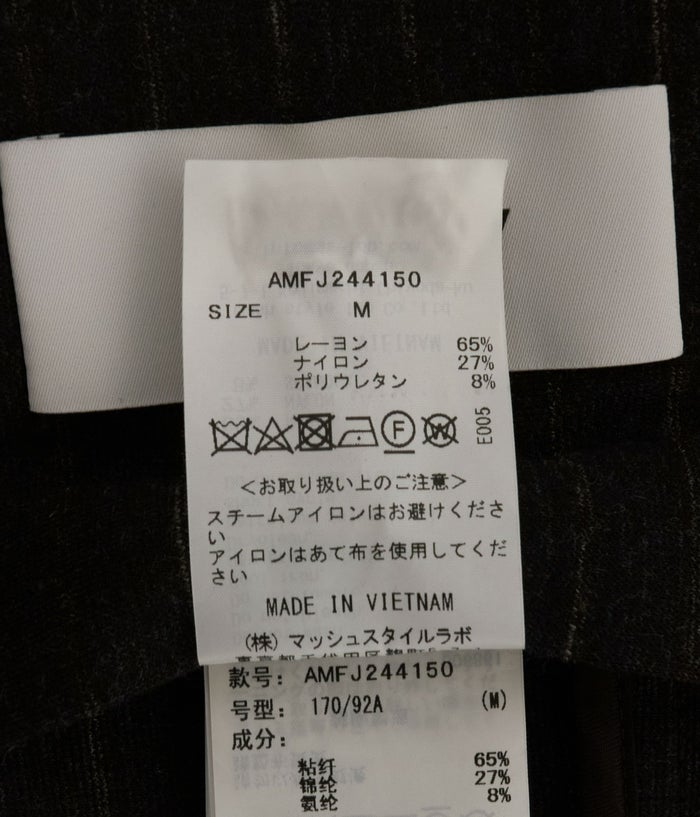 AMFJ244150
SIZE M
レーヨン 65%
ナイロン 27%
ポリウレタン 8%
F W E005
<お取り扱い上のご注意>
スチームアイロンはお避けくださ
い
アイロンはあて布を使用してくだ
さい
MADE IN VIETNAM
(株) マッシュスタイルラボ
款号: AMFJ244150
号型: 170/92A (M)
成分:
粘纤 65%
锦纶 27%
氨纶 8%